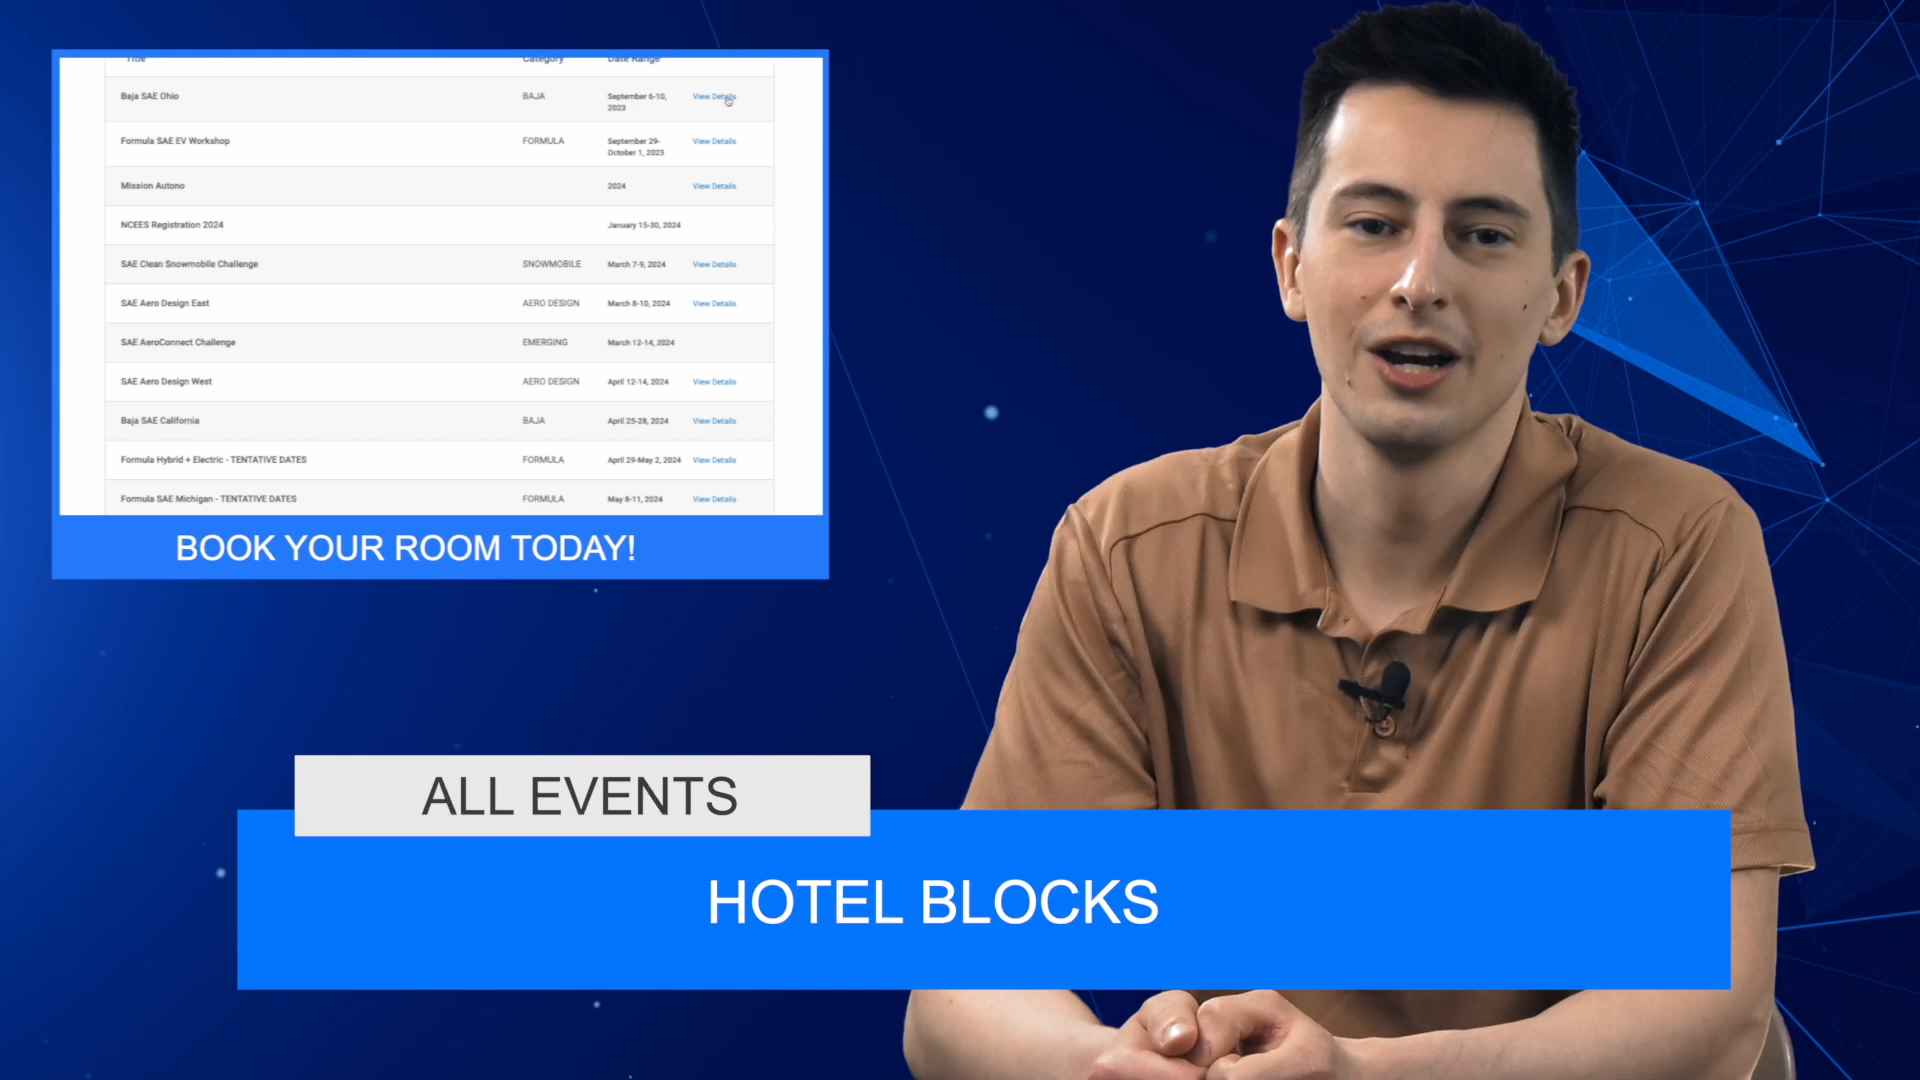 Title Category Date Range
Baja SAE Ohio BAJA September 6-10, 2023 View Details
Formula SAE EV Workshop FORMULA September 29-October 1, 2023 View Details
Mission Autono 2024 View Details
NCEES Registration 2024 January 15-30, 2024
SAE Clean Snowmobile Challenge SNOWMOBILE March 7-9, 2024 View Details
SAE Aero Design East AERO DESIGN March 8-10, 2024 View Details
SAE AeroConnect Challenge EMERGING March 12-14, 2024
SAE Aero Design West AERO DESIGN April 12-14, 2024 View Details
Baja SAE California BAJA April 25-28, 2024 View Details
Formula Hybrid + Electric - TENTATIVE DATES FORMULA April 29-May 2, 2024 View Details
Formula SAE Michigan - TENTATIVE DATES FORMULA May 8-11, 2024 View Details
BOOK YOUR ROOM TODAY!
ALL EVENTS
HOTEL BLOCKS